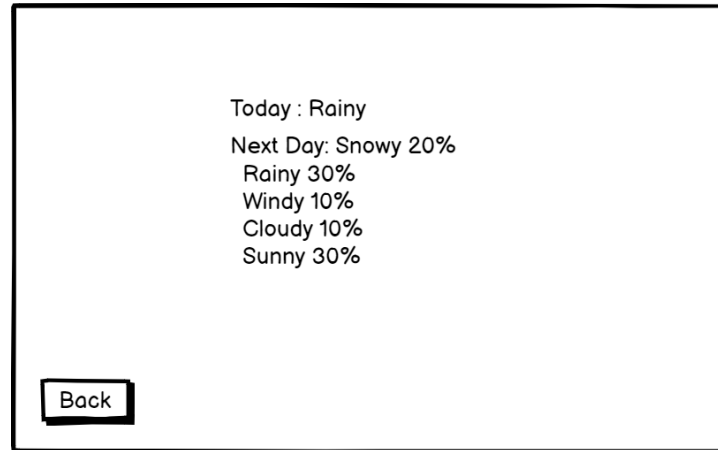 Today : Rainy
Next Day: Snowy 20%
Rainy 30%
Windy 10%
Cloudy 10%
Sunny 30%
Back